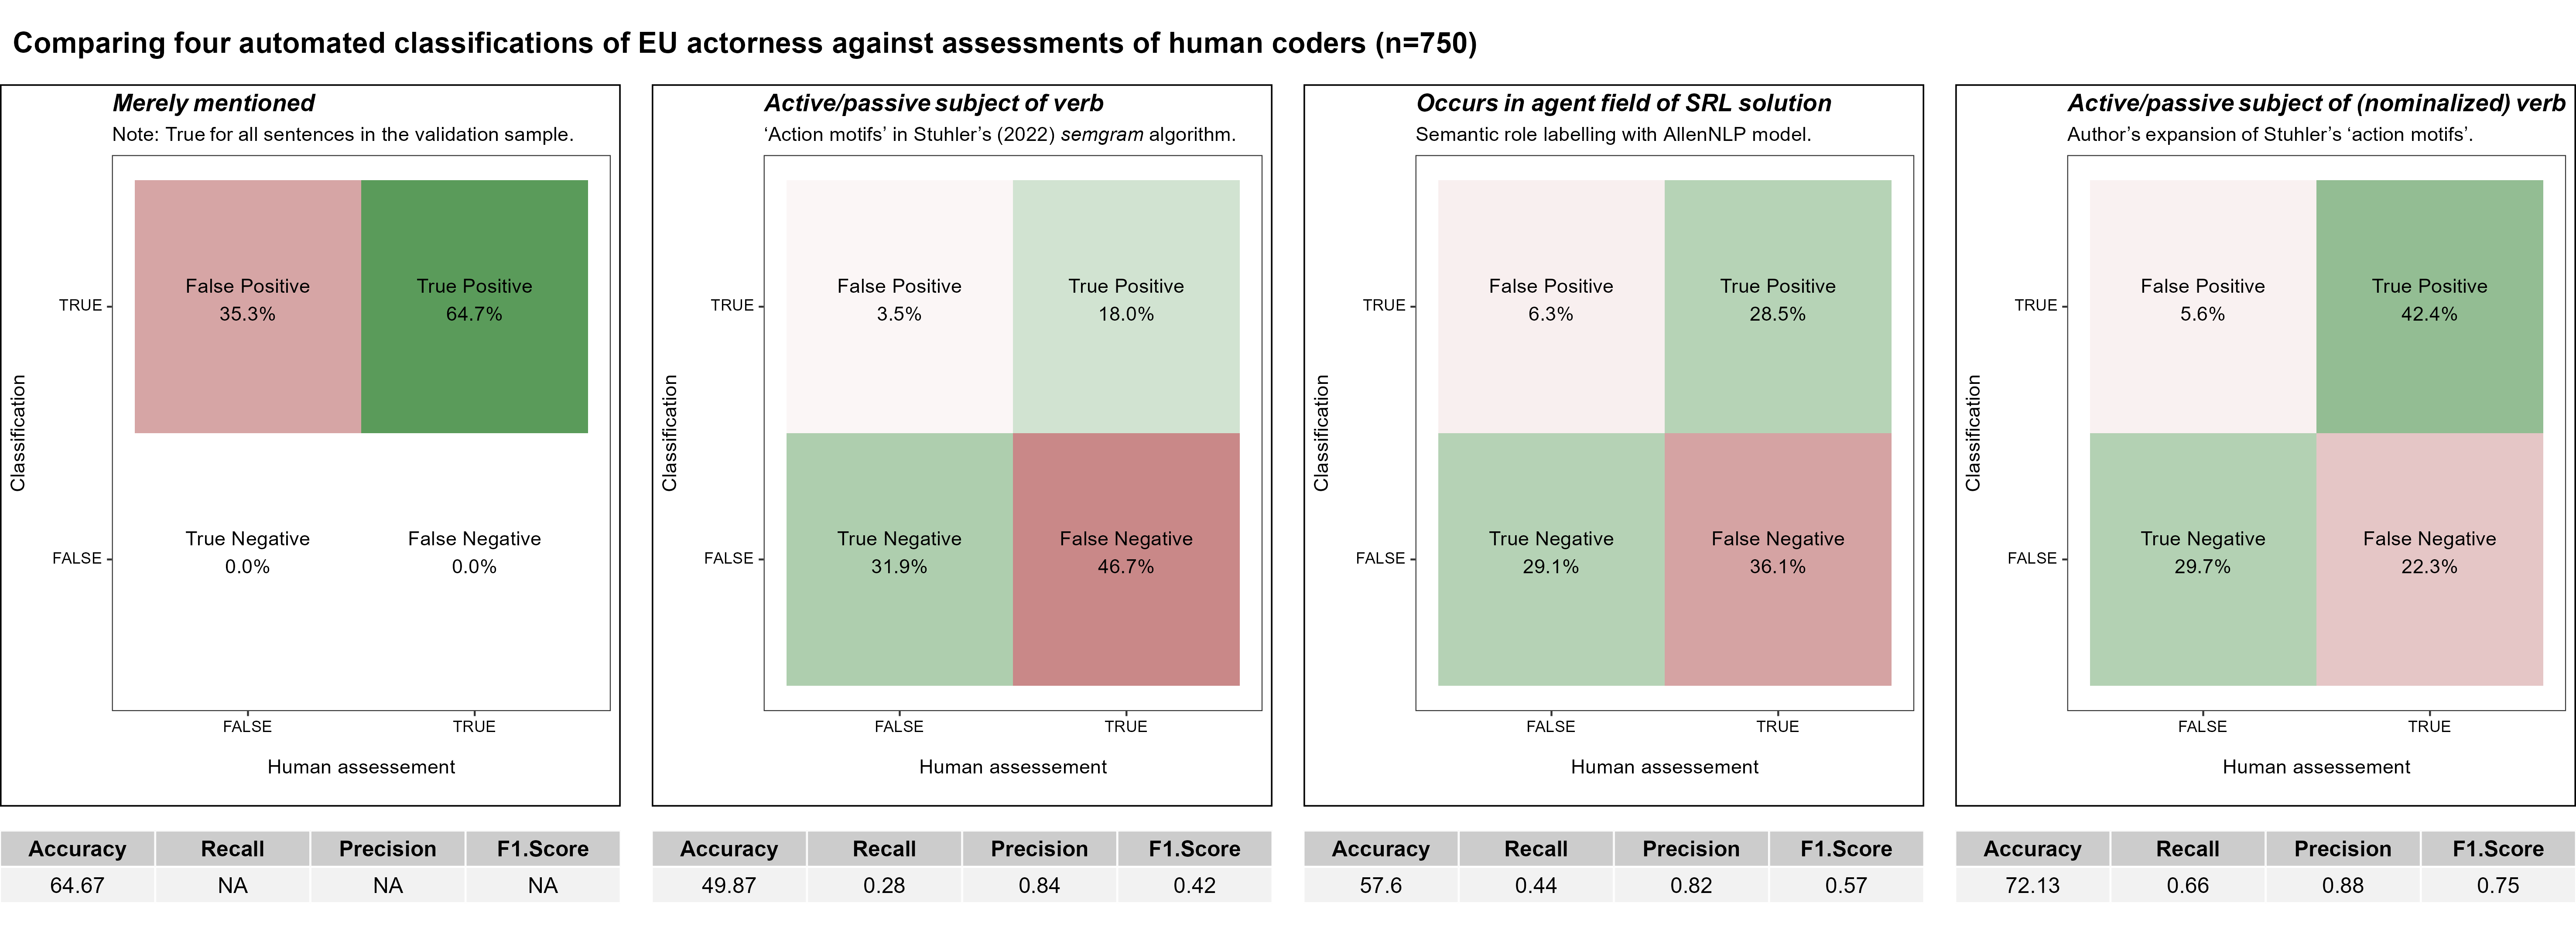 Comparing four automated classifications of EU actorness against assessments of human coders (n=750)
Merely mentioned
Note: True for all sentences in the validation sample.
Classification
TRUE
FALSE
False Positive
35.3%
True Positive
64.7%
True Negative
0.0%
False Negative
0.0%
FALSE
TRUE
Human assessement
Accuracy Recall Precision F1.Score
64.67 NA NA NA
Active/passive subject of verb
‘Action motifs’ in Stuhler’s (2022) semgram algorithm.
Classification
TRUE
FALSE
False Positive
3.5%
True Positive
18.0%
True Negative
31.9%
False Negative
46.7%
FALSE
TRUE
Human assessement
Accuracy Recall Precision F1.Score
49.87 0.28 0.84 0.42
Occurs in agent field of SRL solution
Semantic role labelling with AllenNLP model.
Classification
TRUE
FALSE
False Positive
6.3%
True Positive
28.5%
True Negative
29.1%
False Negative
36.1%
FALSE
TRUE
Human assessement
Accuracy Recall Precision F1.Score
57.6 0.44 0.82 0.57
Active/passive subject of (nominalized) verb
Author’s expansion of Stuhler’s ‘action motifs’.
Classification
TRUE
FALSE
False Positive
5.6%
True Positive
42.4%
True Negative
29.7%
False Negative
22.3%
FALSE
TRUE
Human assessement
Accuracy Recall Precision F1.Score
72.13 0.66 0.88 0.75